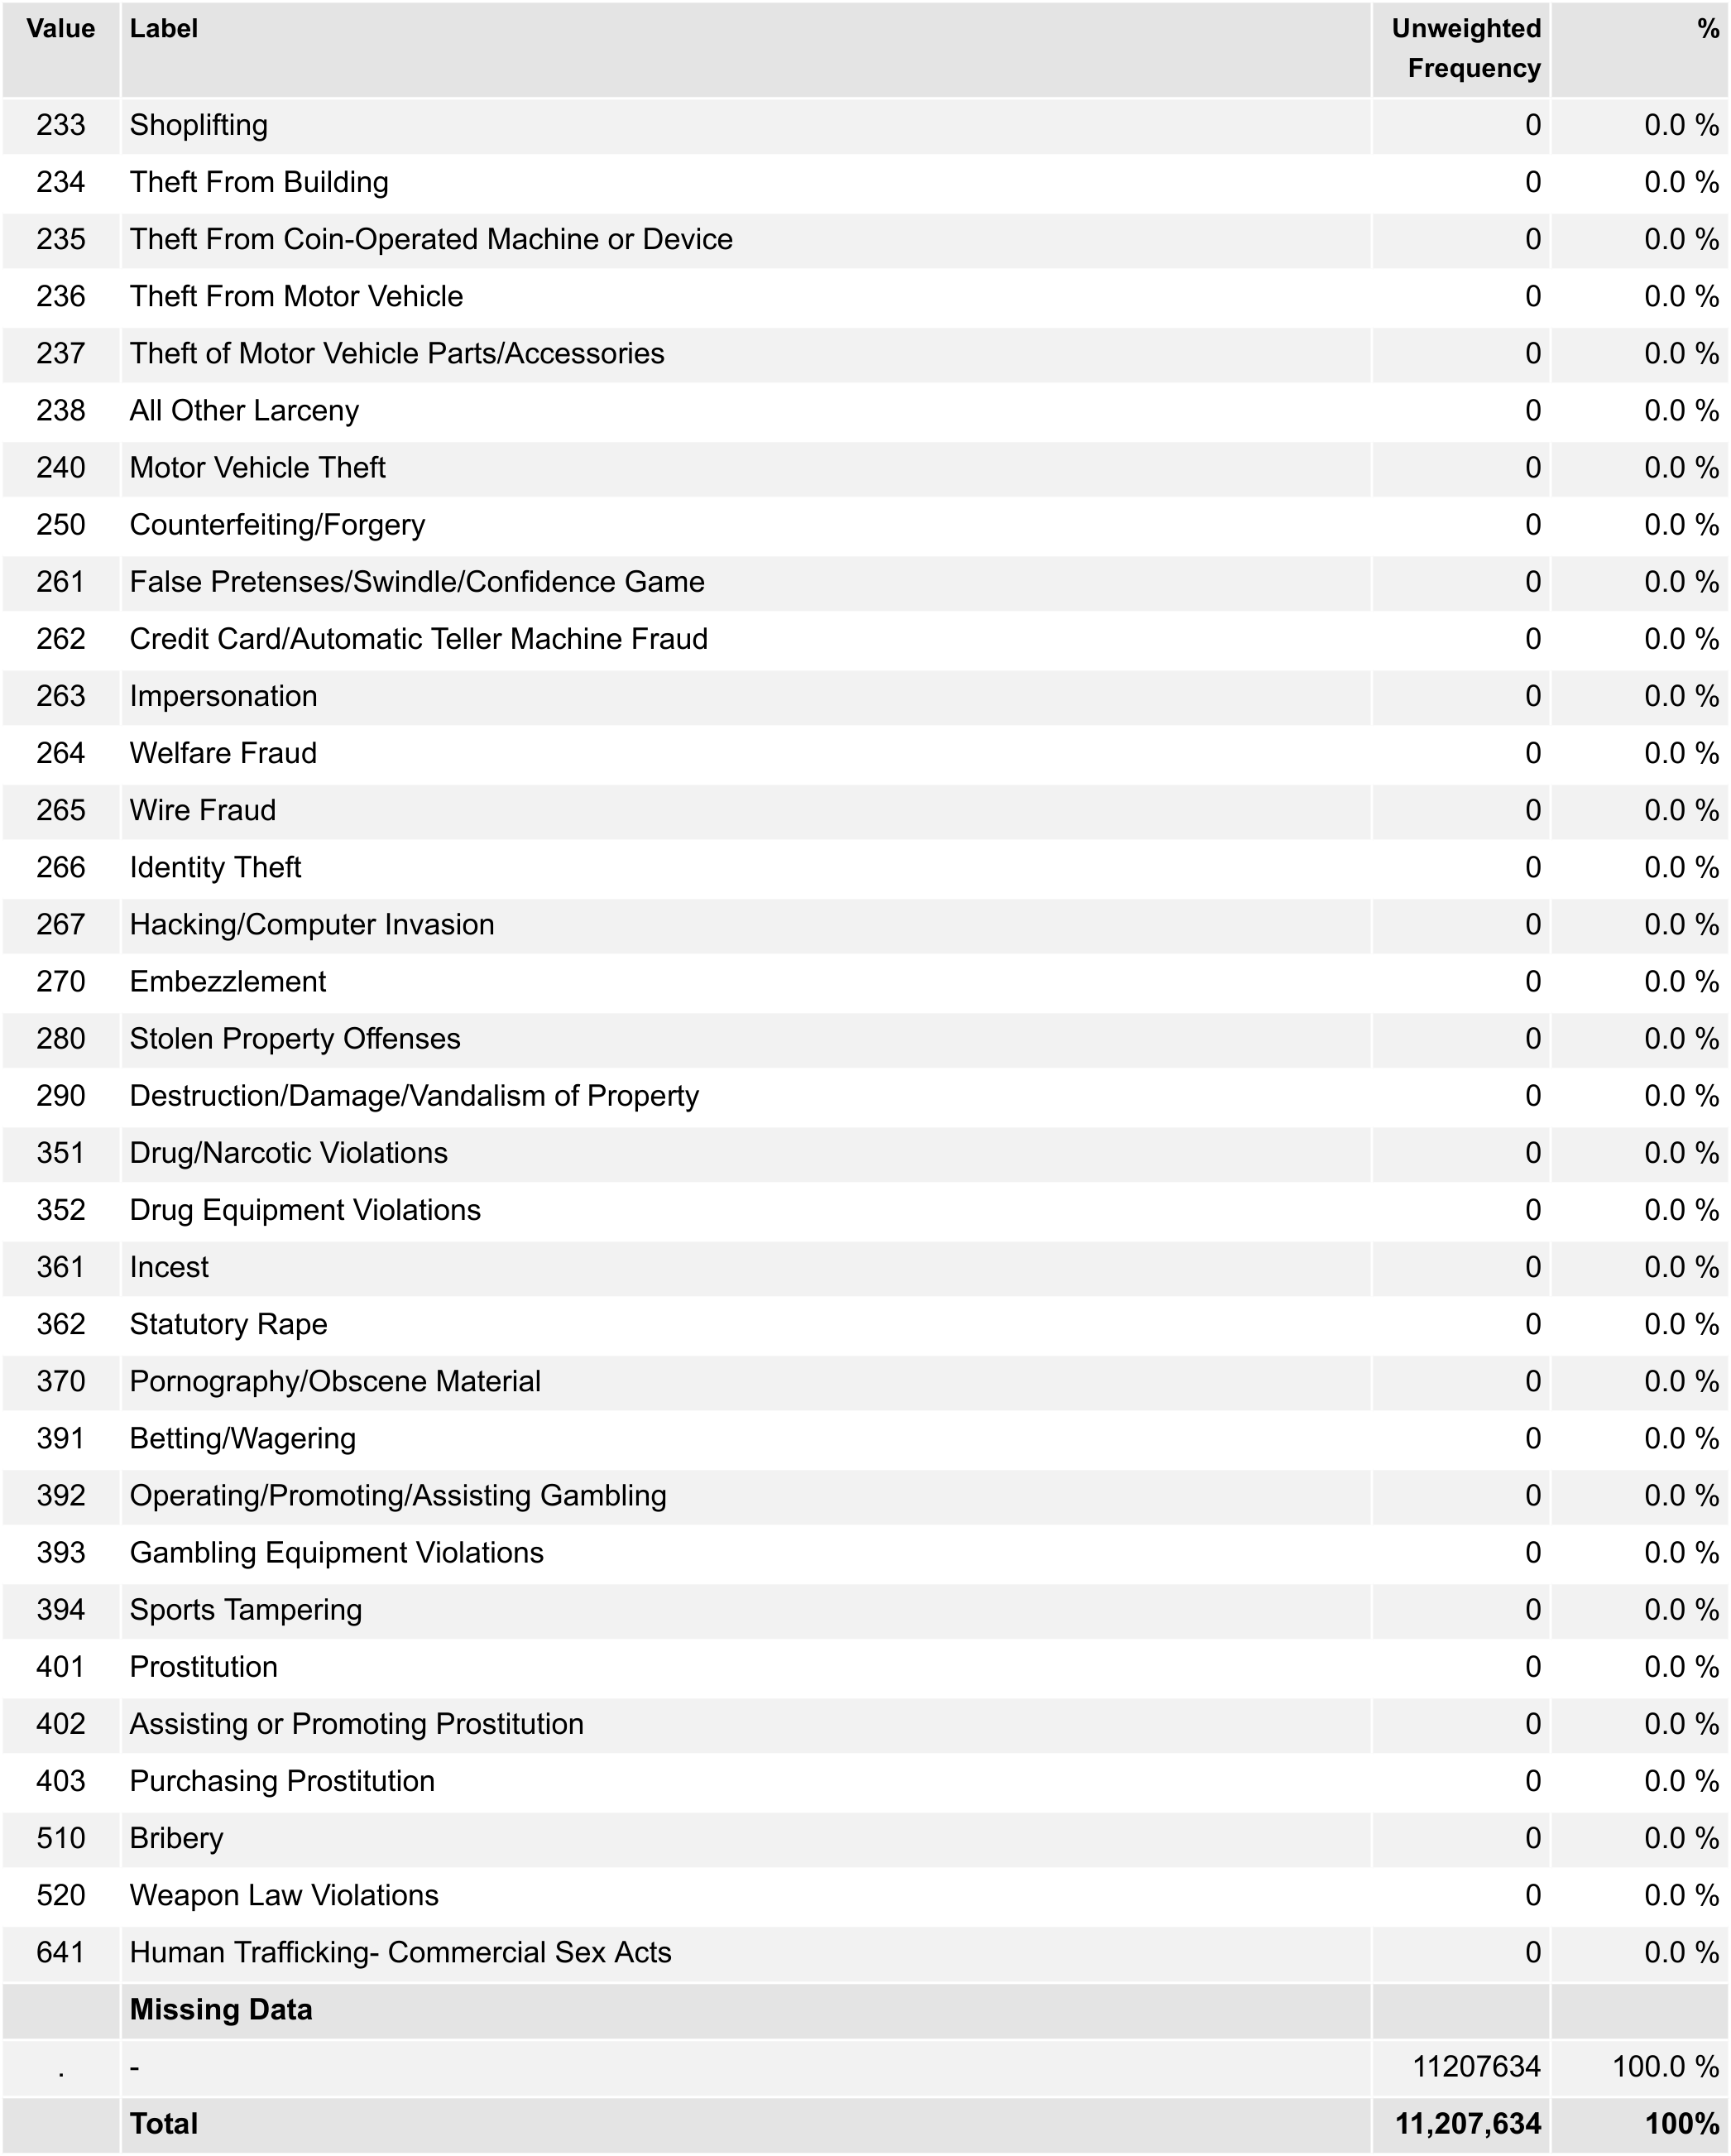 Value Label Unweighted Frequency %
233 Shoplifting 0 0.0 %
234 Theft From Building 0 0.0 %
235 Theft From Coin-Operated Machine or Device 0 0.0 %
236 Theft From Motor Vehicle 0 0.0 %
237 Theft of Motor Vehicle Parts/Accessories 0 0.0 %
238 All Other Larceny 0 0.0 %
240 Motor Vehicle Theft 0 0.0 %
250 Counterfeiting/Forgery 0 0.0 %
261 False Pretenses/Swindle/Confidence Game 0 0.0 %
262 Credit Card/Automatic Teller Machine Fraud 0 0.0 %
263 Impersonation 0 0.0 %
264 Welfare Fraud 0 0.0 %
265 Wire Fraud 0 0.0 %
266 Identity Theft 0 0.0 %
267 Hacking/Computer Invasion 0 0.0 %
270 Embezzlement 0 0.0 %
280 Stolen Property Offenses 0 0.0 %
290 Destruction/Damage/Vandalism of Property 0 0.0 %
351 Drug/Narcotic Violations 0 0.0 %
352 Drug Equipment Violations 0 0.0 %
361 Incest 0 0.0 %
362 Statutory Rape 0 0.0 %
370 Pornography/Obscene Material 0 0.0 %
391 Betting/Wagering 0 0.0 %
392 Operating/Promoting/Assisting Gambling 0 0.0 %
393 Gambling Equipment Violations 0 0.0 %
394 Sports Tampering 0 0.0 %
401 Prostitution 0 0.0 %
402 Assisting or Promoting Prostitution 0 0.0 %
403 Purchasing Prostitution 0 0.0 %
510 Bribery 0 0.0 %
520 Weapon Law Violations 0 0.0 %
641 Human Trafficking- Commercial Sex Acts 0 0.0 %
Missing Data
. - 11207634 100.0 %
Total 11,207,634 100%